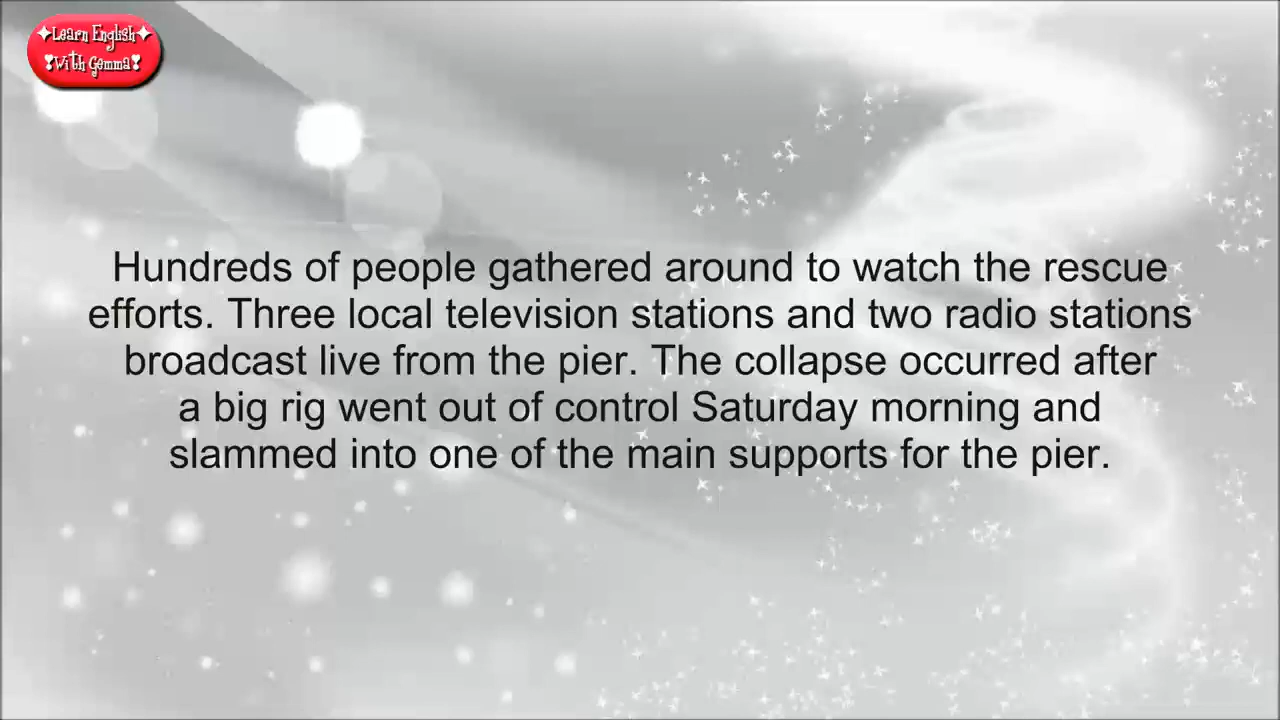 ✦Learn English✦
❣With Gemma❣
Hundreds of people gathered around to watch the rescue
efforts. Three local television stations and two radio stations
broadcast live from the pier. The collapse occurred after
a big rig went out of control Saturday morning and
slammed into one of the main supports for the pier.